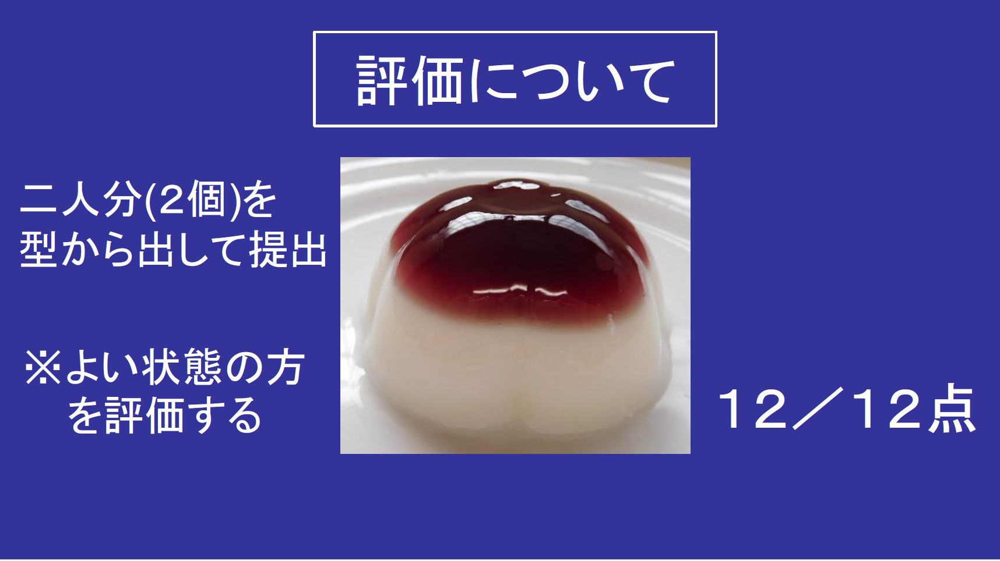 評価について
二人分(２個)を
型から出して提出
※よい状態の方
を評価する
１２／１２点